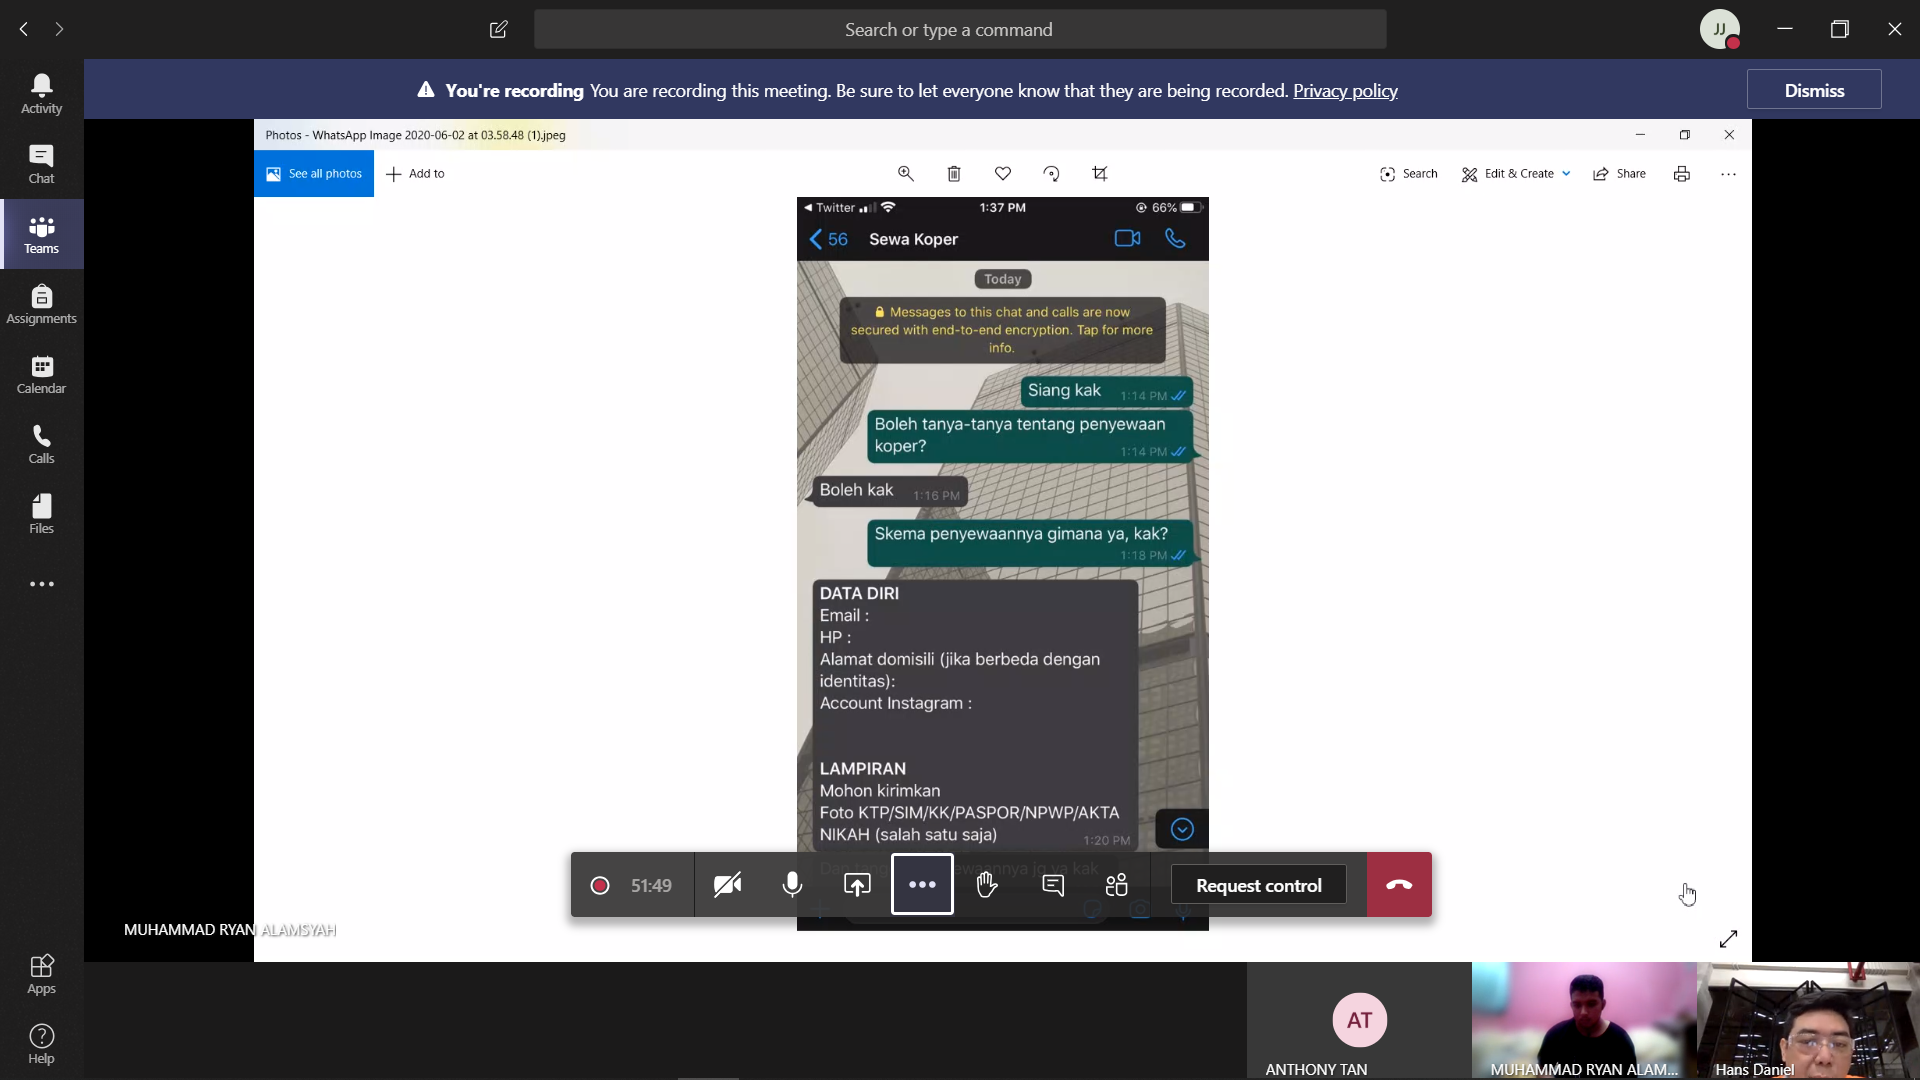 Search or type a command
JJ
Activity
Chat
Teams
Assignments
Calendar
Calls
Files
Apps
Help
You're recording You are recording this meeting. Be sure to let everyone know that they are being recorded. Privacy policy
Dismiss
Photos - WhatsApp Image 2020-06-02 at 03.58.48 (1).jpeg
See all photos
Add to
Search
Edit & Create
Share
Twitter
1:37 PM
66%
56
Sewa Koper
Today
Messages to this chat and calls are now
secured with end-to-end encryption. Tap for more
info.
Siang kak 1:14 PM
Boleh tanya-tanya tentang penyewaan
koper?
1:14 PM
Boleh kak 1:16 PM
Skema penyewaannya gimana ya, kak?
1:18 PM
DATA DIRI
Email :
HP :
Alamat domisili (jika berbeda dengan
identitas):
Account Instagram :
LAMPIRAN
Mohon kirimkan
Foto KTP/SIM/KK/PASPOR/NPWP/AKTA
NIKAH (salah satu saja) 1:20 PM
jg ya kak
51:49
Request control
MUHAMMAD RYAN ALAMSYAH
AT
ANTHONY TAN
MUHAMMAD RYAN ALAM...
Hans Daniel